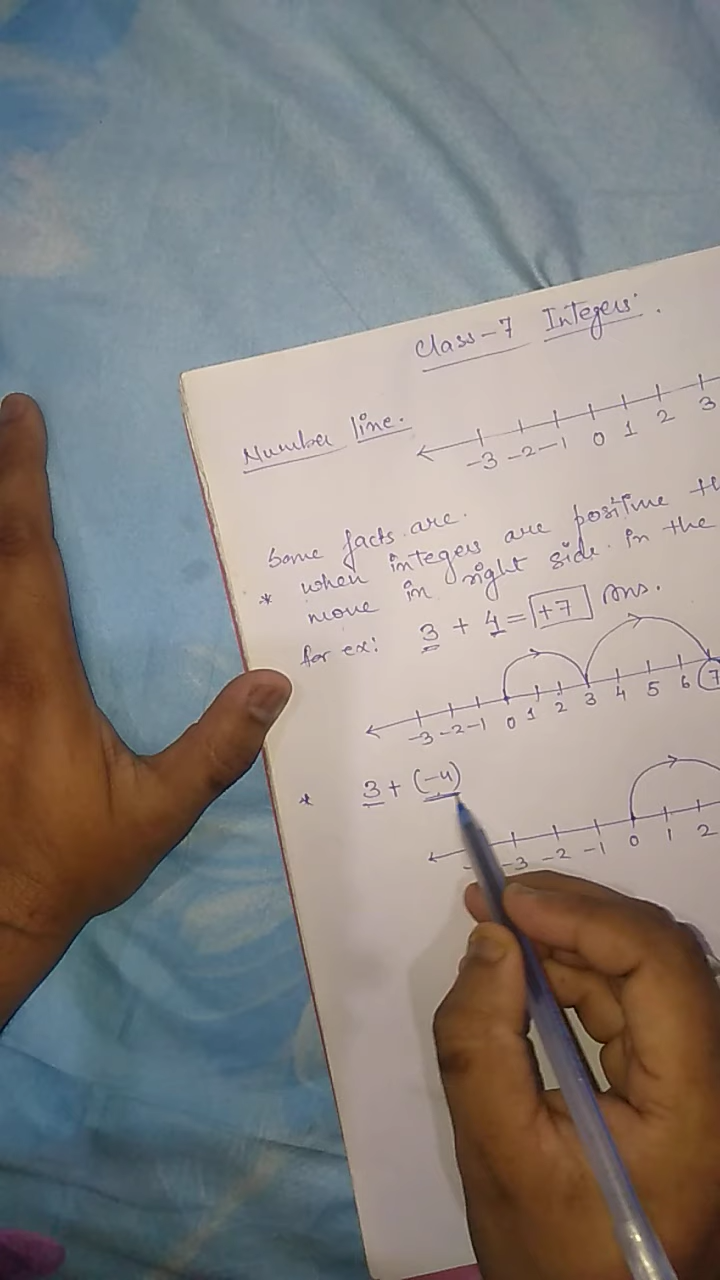 Class-7 Integers.
Number line.
-3 -2 -1 0 1 2 3
Some facts are.
* when integers are positive
move in right side in the
for ex: 3 + 4 = +7 Ans.
-3 -2 -1 0 1 2 3 4 5 6 7
* 3 + (-4)
-3 -2 -1 0 1 2